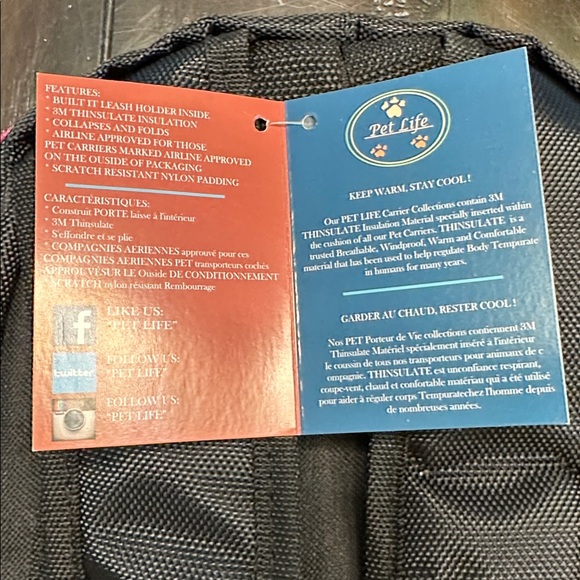 FEATURES:
* BUILT IT LEASH HOLDER INSIDE
* 3M THINSULATE INSULATION
* COLLAPSES AND FOLDS
* AIRLINE APPROVED FOR THOSE
PET CARRIERS MARKED AIRLINE APPROVED
ON THE OUSIDE OF PACKAGING
* SCRATCH RESISTANT NYLON PADDING
CARACTÉRISTIQUES:
* Construit PORTE laisse à l'intérieur
* 3M Thinsulate
* S'effondre et se plie
* COMPAGNIES AERIENNES approuvé pour ces
COMPAGNIES AERIENNES PET transporteurs cochés
APPROUVÉSUR LE Ouside DE CONDITIONNEMENT
* SCRATCH nylon résistant Rembourrage
f
LIKE US:
"PET LIFE"
twitter
FOLLOW US:
"PET LIFE"
FOLLOW US:
"PET LIFE"
Pet Life
KEEP WARM, STAY COOL !
Our PET LIFE Carrier Collections contain 3M
THINSULATE Insulation Material specially inserted within
the cushion of all our Pet Carriers. THINSULATE is a
trusted Breathable, Windproof, Warm and Comfortable
material that has been used to help regulate Body Tempurate
in humans for many years.
GARDER AU CHAUD, RESTER COOL !
Nos PET Porteur de Vie collections contiennent 3M
Thinsulate Matériel spécialement inséré à l'intérieur
le coussin de tous nos transporteurs pour animaux de c
ompagnie. THINSULATE est unconfiance respirant,
coupe-vent, chaud et confortable matériau qui a été utilisé
pour aider à réguler corps Tempuratechez l'homme depuis
de nombreuses années.